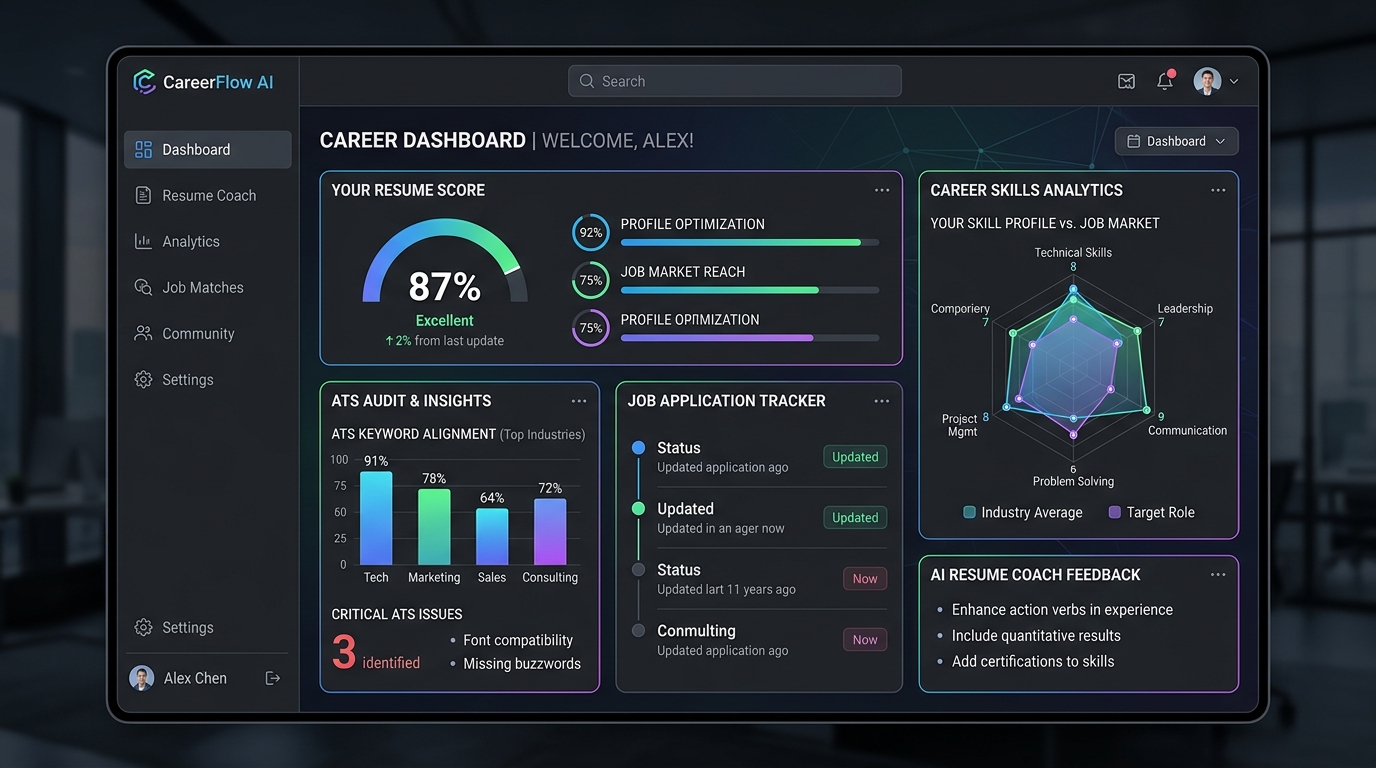 CareerFlow AI
Search
Dashboard
Resume Coach
Analytics
Job Matches
Community
Settings
Settings
Alex Chen
CAREER DASHBOARD | WELCOME, ALEX!
Dashboard
YOUR RESUME SCORE
87%
Excellent
↑2% from last update
92% PROFILE OPTIMIZATION
75% JOB MARKET REACH
75% PROFILE OPTIMIZATION
ATS AUDIT & INSIGHTS
ATS KEYWORD ALIGNMENT (Top Industries)
100
75
60
25
0
91%
78%
64%
72%
Tech
Marketing
Sales
Consulting
CRITICAL ATS ISSUES
3 identified
• Font compatibility
• Missing buzzwords
JOB APPLICATION TRACKER
Status
Updated application ago
Updated
Updated
Updated in an ager now
Updated
Status
Updated lart 11 years ago
Now
Conmulting
Updated application ago
Now
CAREER SKILLS ANALYTICS
YOUR SKILL PROFILE vs. JOB MARKET
Technical Skills
8
Comporiery
7
Leadership
7
Project
Mgmt
8
9
Communication
6
Problem Solving
Industry Average
Target Role
AI RESUME COACH FEEDBACK
• Enhance action verbs in experience
• Include quantitative results
• Add certifications to skills